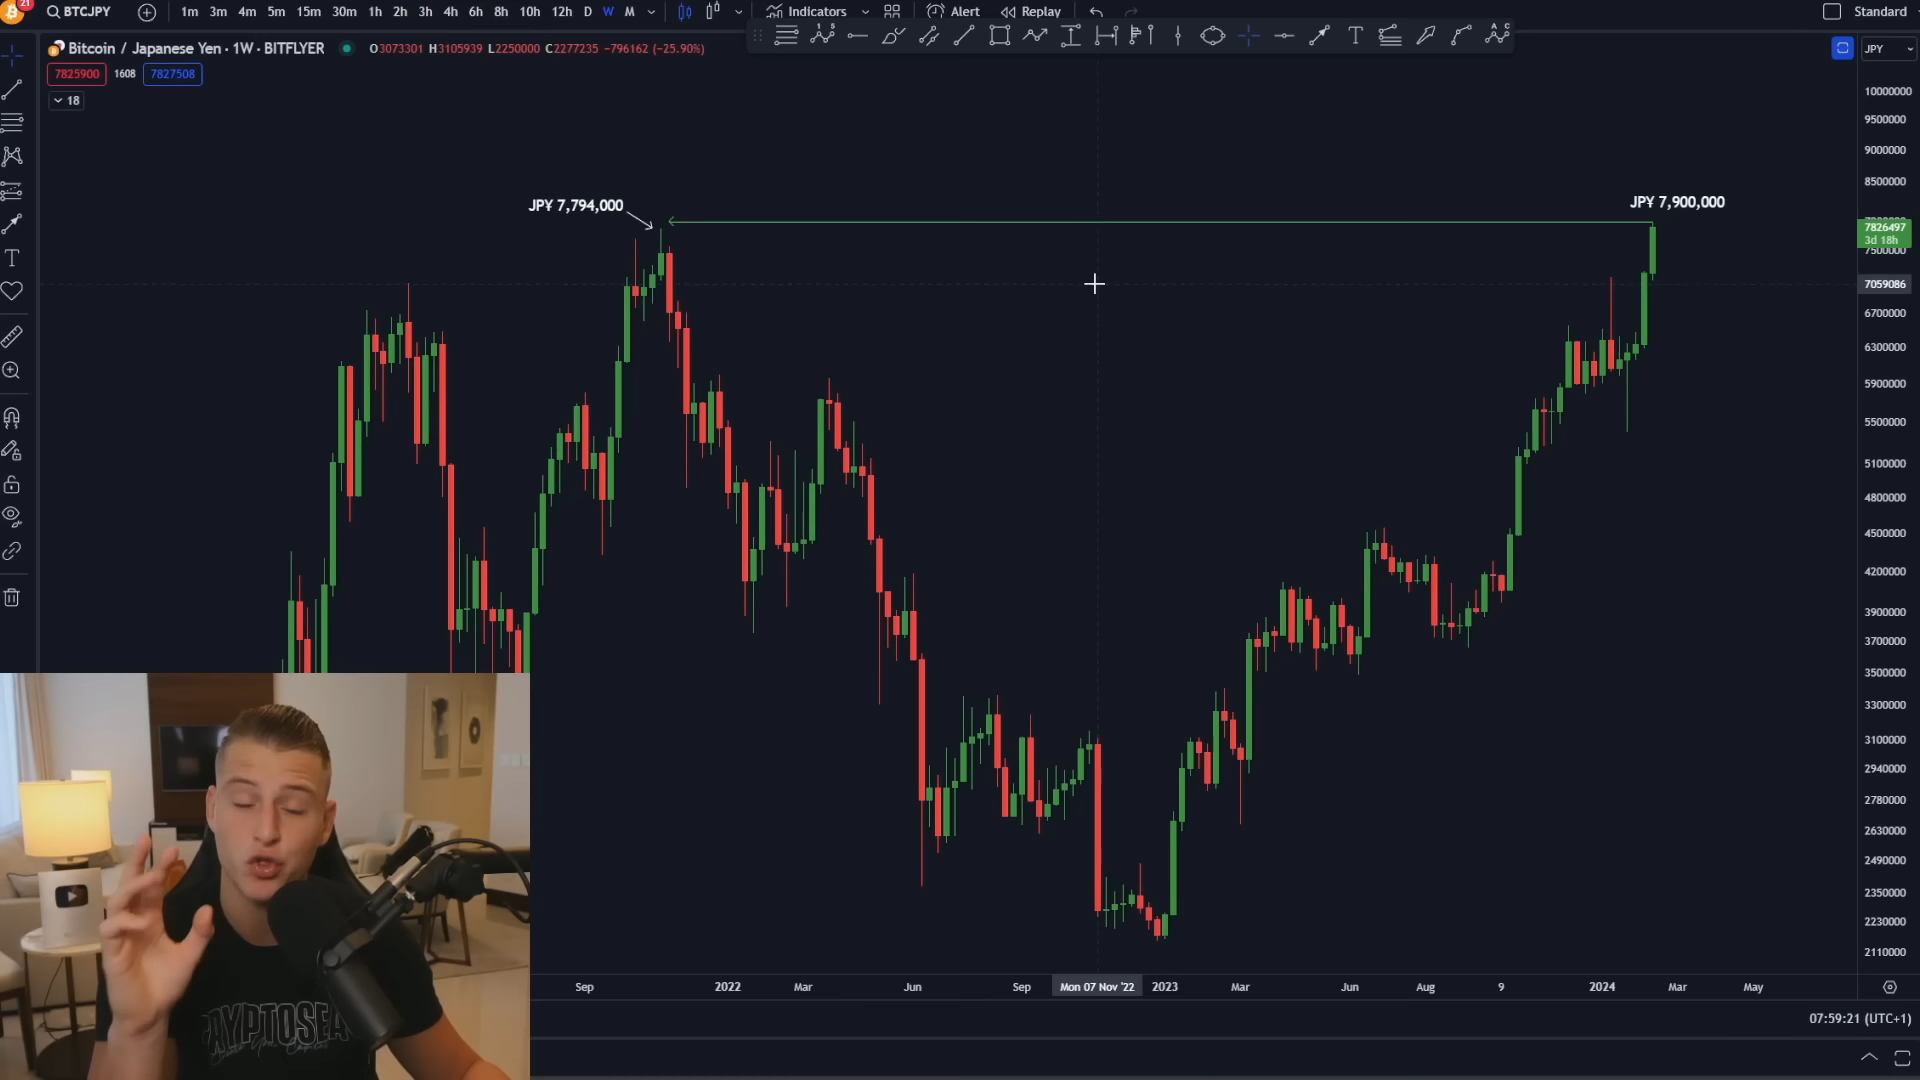 21
BTCJPY
1m 3m 4m 5m 15m 30m 1h 2h 3h 4h 6h 8h 10h 12h D W M
Indicators
Alert
Replay
Standard
Bitcoin / Japanese Yen · 1W · BITFLYER
O3073301 H3105939 L2250000 C2277235 −796162 (−25.90%)
JPY
7825900 1608 7827508
18
JPY 7,794,000
JPY 7,900,000
10000000
9500000
9000000
8500000
7826497
3d 18h
7500000
7059086
6700000
6300000
5900000
5500000
5100000
4800000
4500000
4200000
3900000
3700000
3500000
3300000
3100000
2940000
2780000
2630000
2490000
2350000
2230000
2110000
Sep 2022 Mar Jun Sep Mon 07 Nov '22 2023 Mar Jun Aug 9 2024 Mar May
07:59:21 (UTC+1)